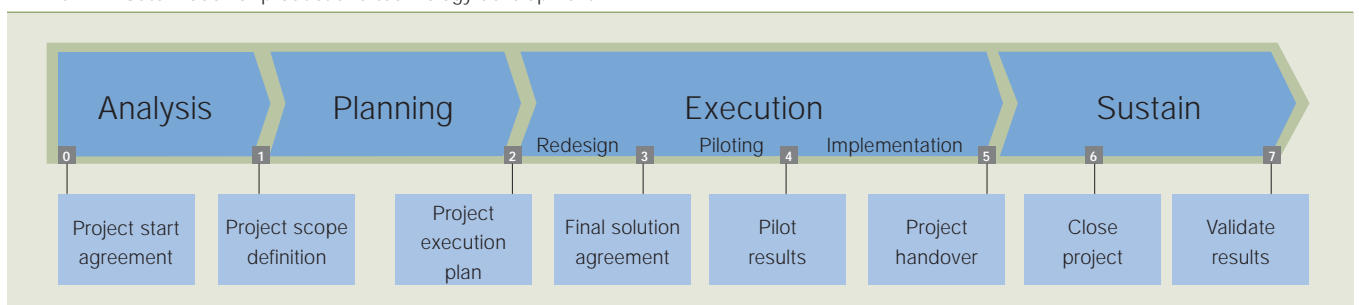 Analysis
Planning
Execution
Sustain
Redesign
Piloting
Implementation
0
1
2
3
4
5
6
7
Project start
agreement
Project scope
definition
Project
execution
plan
Final solution
agreement
Pilot
results
Project
handover
Close
project
Validate
results